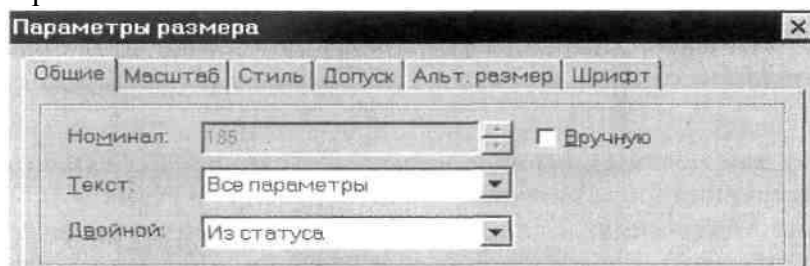 Параметры размера
Общие Масштаб Стиль Допуск Альт. размер Шрифт
Номинал: 185 Вручную
Текст: Все параметры
Двойной: Из статуса